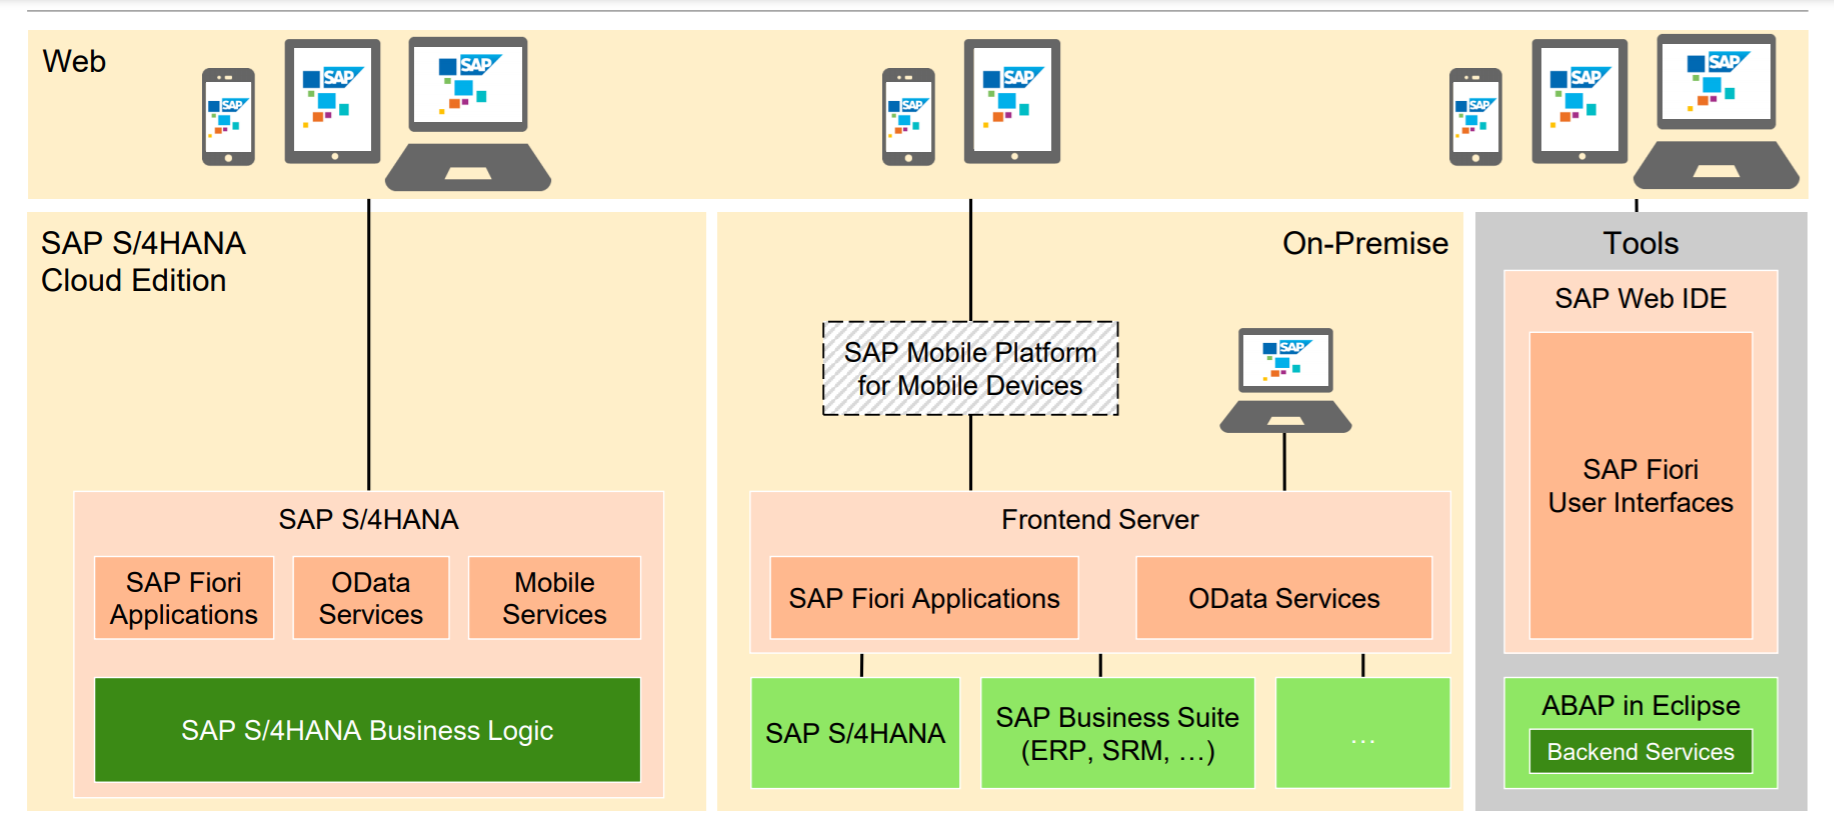 Web
SAP
SAP
SAP
SAP
SAP
SAP
SAP
SAP
SAP S/4HANA
Cloud Edition
On-Premise
Tools
SAP Mobile Platform
for Mobile Devices
SAP
SAP Web IDE
SAP Fiori
User Interfaces
SAP S/4HANA
SAP Fiori
Applications
OData
Services
Mobile
Services
SAP S/4HANA Business Logic
Frontend Server
SAP Fiori Applications
OData Services
SAP S/4HANA
SAP Business Suite
(ERP, SRM, …)
…
ABAP in Eclipse
Backend Services